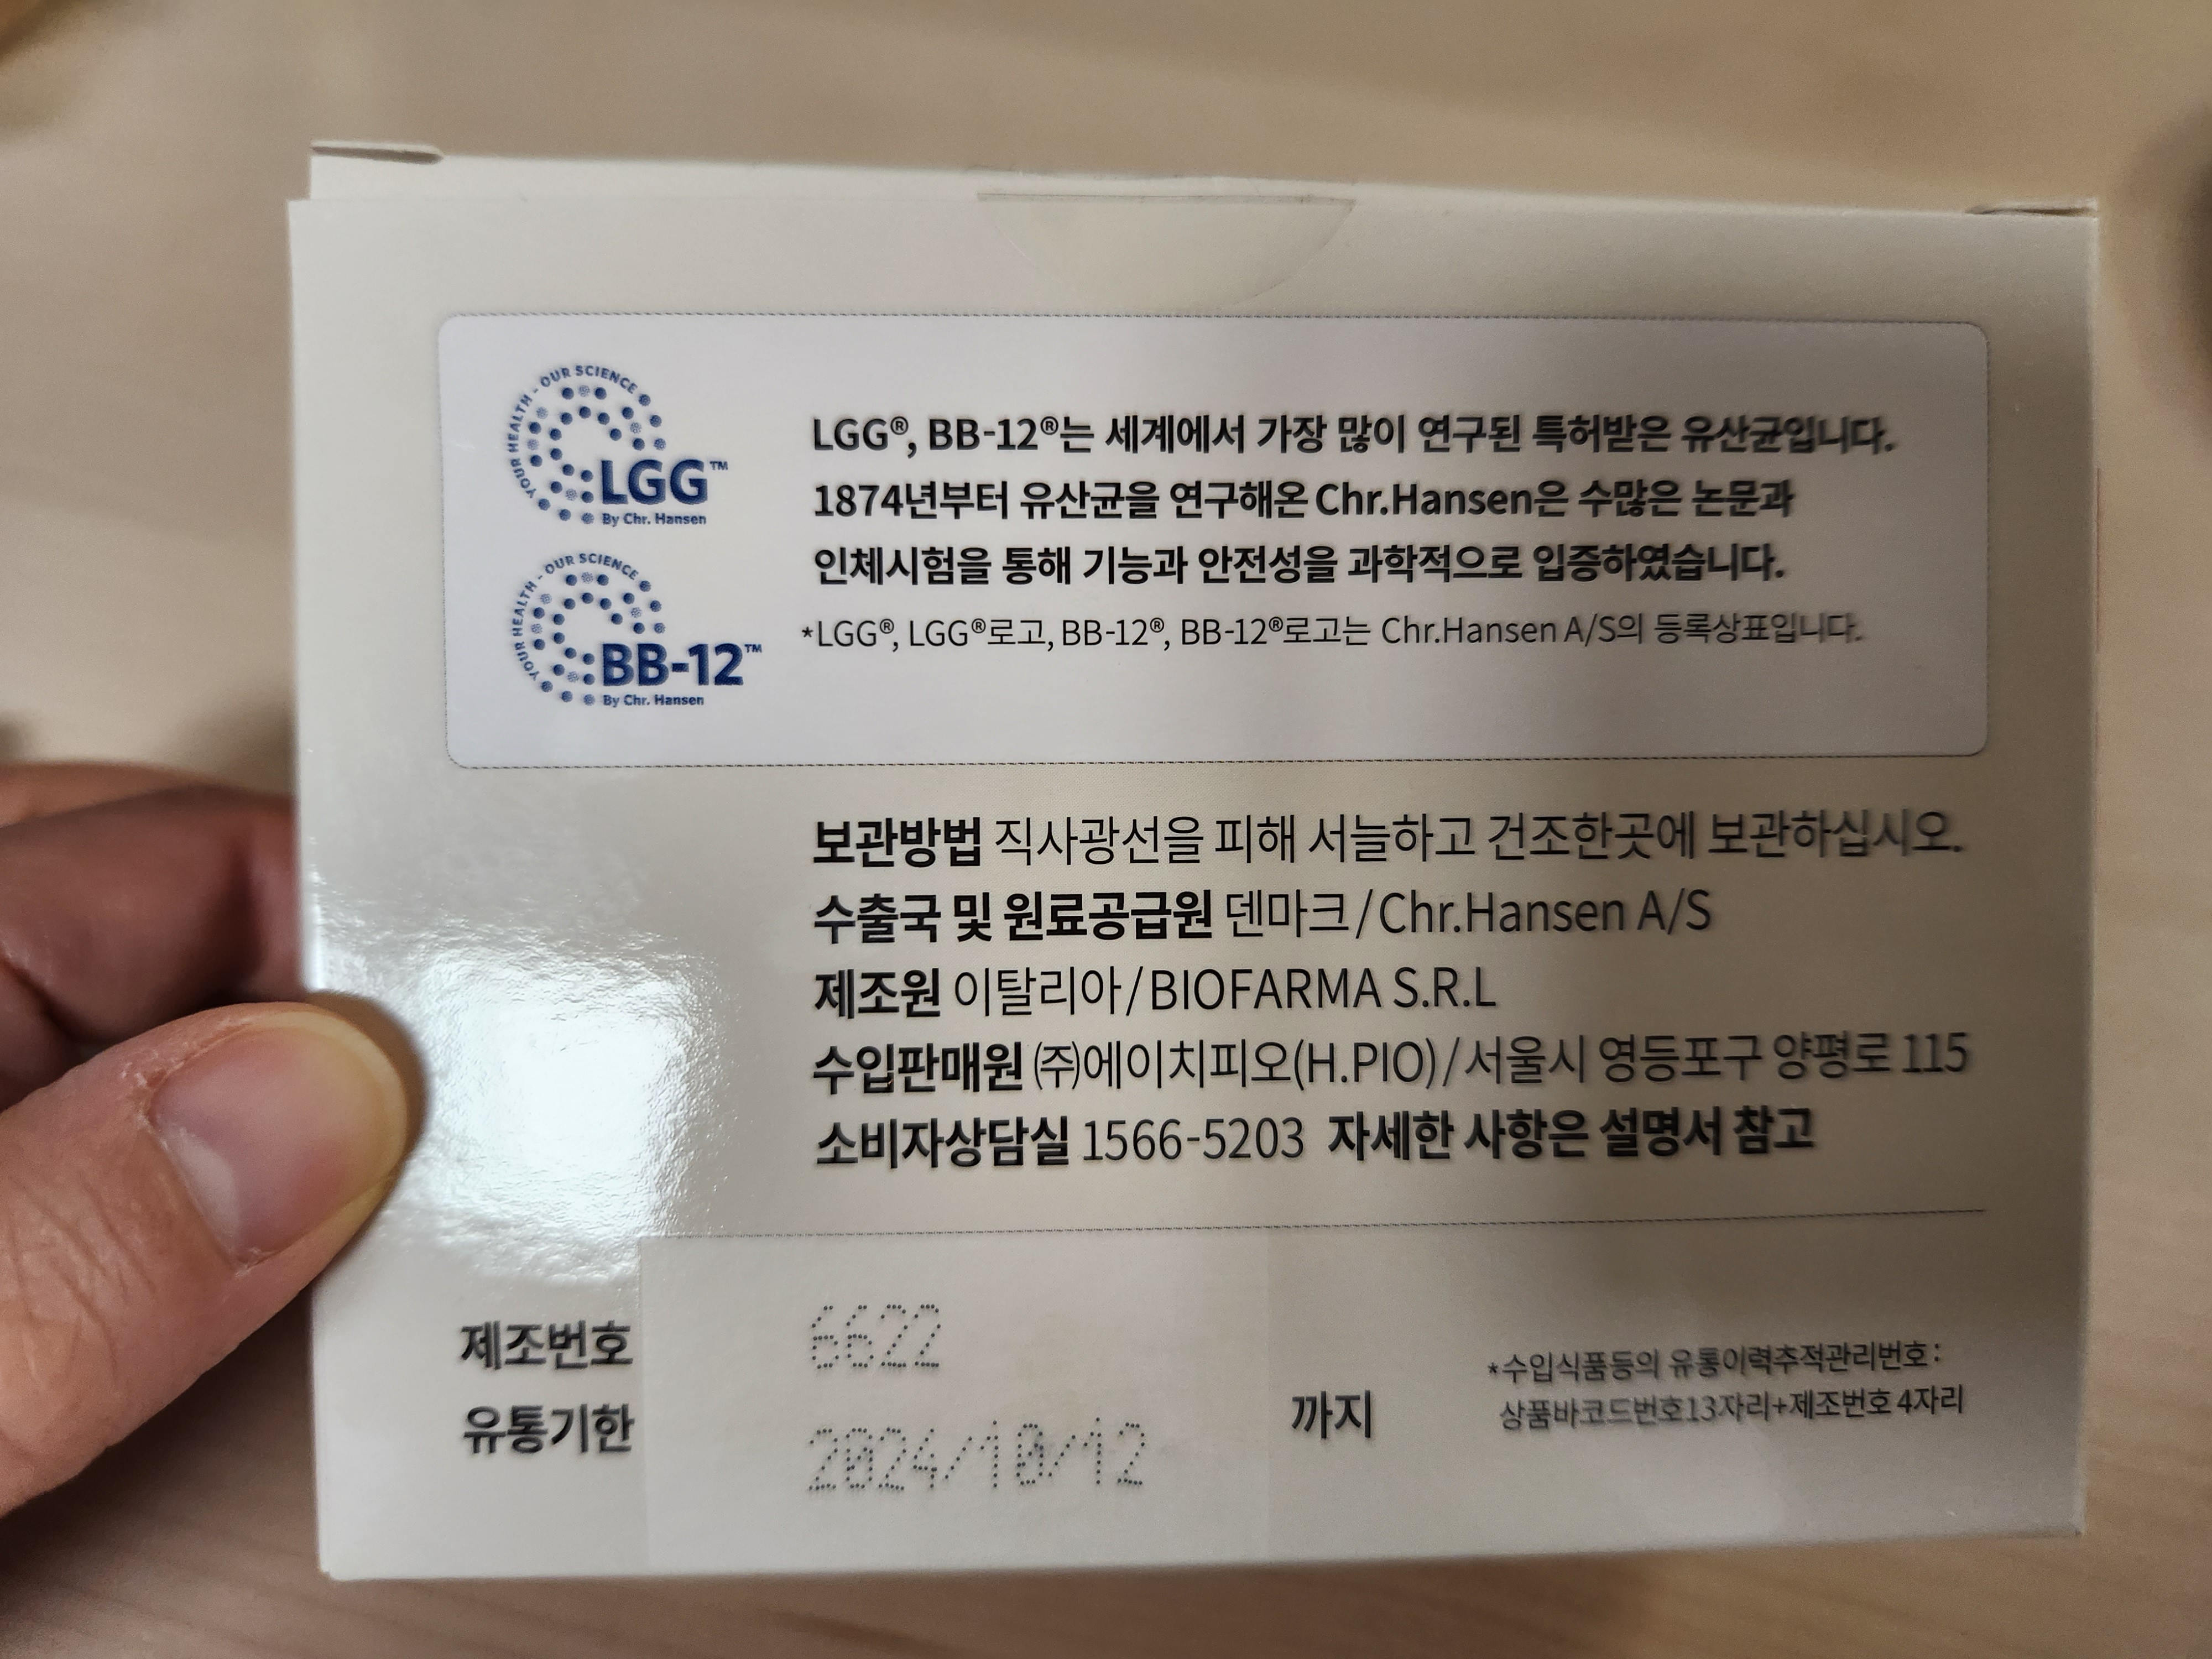 YOUR HEALTH - OUR SCIENCE
LGG™
By Chr. Hansen
YOUR HEALTH - OUR SCIENCE
BB-12™
By Chr. Hansen
LGG®, BB-12®는 세계에서 가장 많이 연구된 특허받은 유산균입니다.
1874년부터 유산균을 연구해온 Chr.Hansen은 수많은 논문과
인체시험을 통해 기능과 안전성을 과학적으로 입증하였습니다.
*LGG®, LGG®로고, BB-12®, BB-12®로고는 Chr.Hansen A/S의 등록상표입니다.
보관방법 직사광선을 피해 서늘하고 건조한곳에 보관하십시오.
수출국 및 원료공급원 덴마크/Chr.Hansen A/S
제조원 이탈리아/BIOFARMA S.R.L
수입판매원 ㈜에이치피오(H.PIO)/서울시 영등포구 양평로 115
소비자상담실 1566-5203 자세한 사항은 설명서 참고
제조번호 6622
유통기한 2024/10/12 까지
*수입식품등의 유통이력추적관리번호:
상품바코드번호13자리+제조번호 4자리